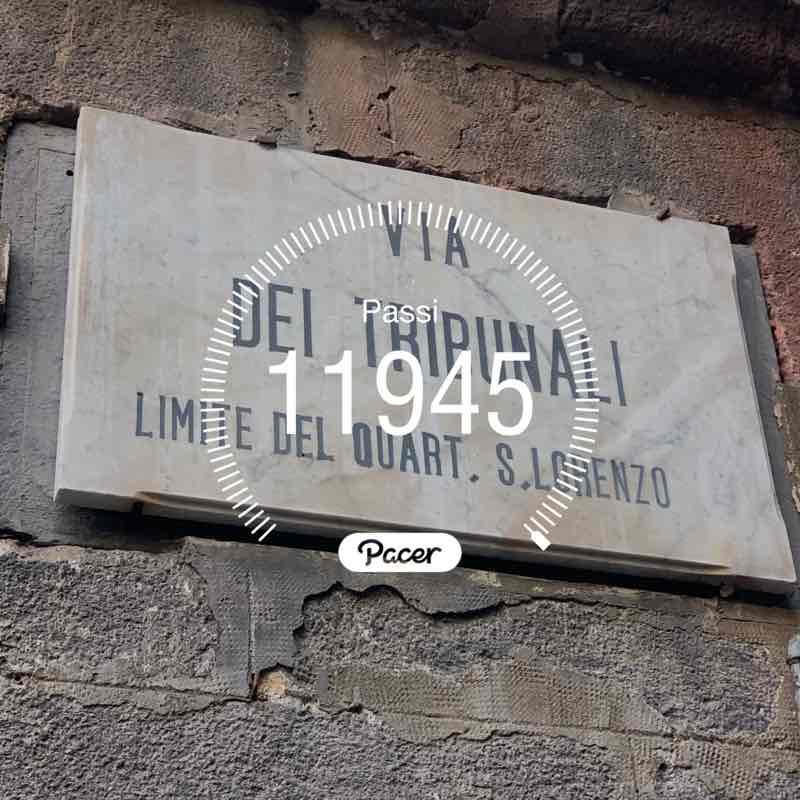 VIA
DEI TRIBUNALI
LIMITE DEL QUART. S. LORENZO
Passi
11945
Pacer